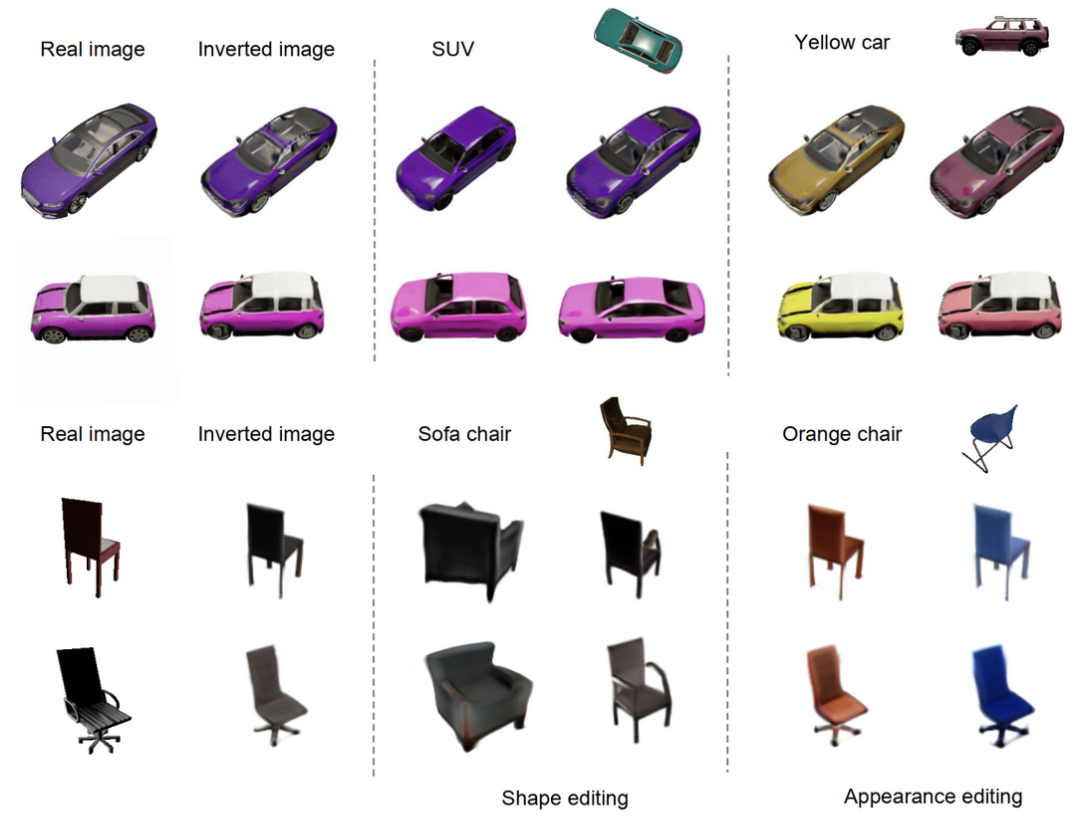 Real image
Inverted image
SUV
Yellow car
Real image
Inverted image
Sofa chair
Orange chair
Shape editing
Appearance editing